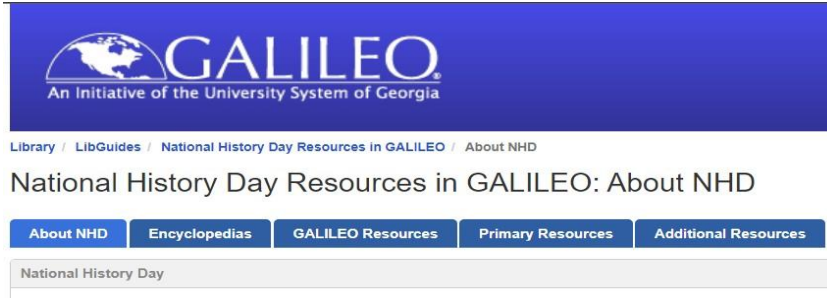 GALILEO®
An Initiative of the University System of Georgia
Library / LibGuides / National History Day Resources in GALILEO / About NHD
National History Day Resources in GALILEO: About NHD
About NHD Encyclopedias GALILEO Resources Primary Resources Additional Resources
National History Day